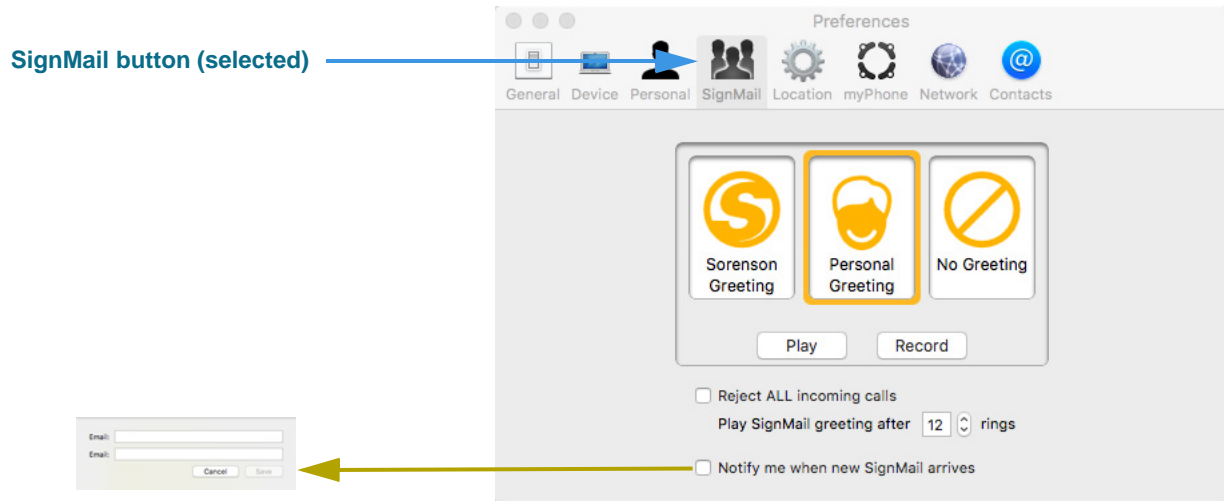 Preferences
SignMail button (selected)
General Device Personal SignMail Location myPhone Network Contacts
@
S
Sorenson Greeting
Personal Greeting
No Greeting
Play Record
Reject ALL incoming calls
Play SignMail greeting after 12 rings
Email:
Email:
Cancel Save
Notify me when new SignMail arrives